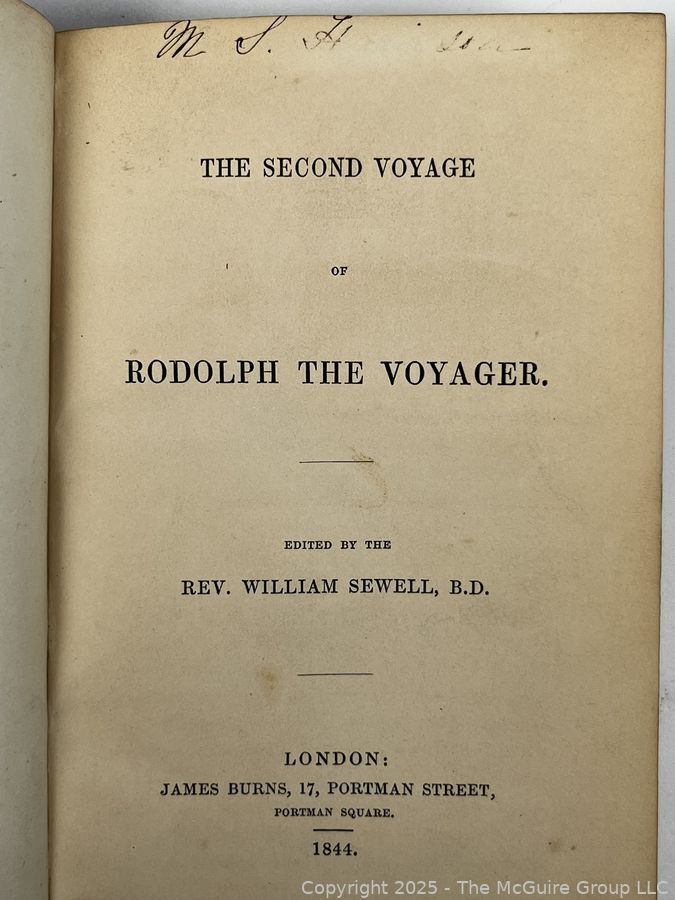 M S. H
THE SECOND VOYAGE
OF
RODOLPH THE VOYAGER.
EDITED BY THE
REV. WILLIAM SEWELL, B.D.
LONDON:
JAMES BURNS, 17, PORTMAN STREET,
PORTMAN SQUARE.
1844.
Copyright 2025 - The McGuire Group LLC